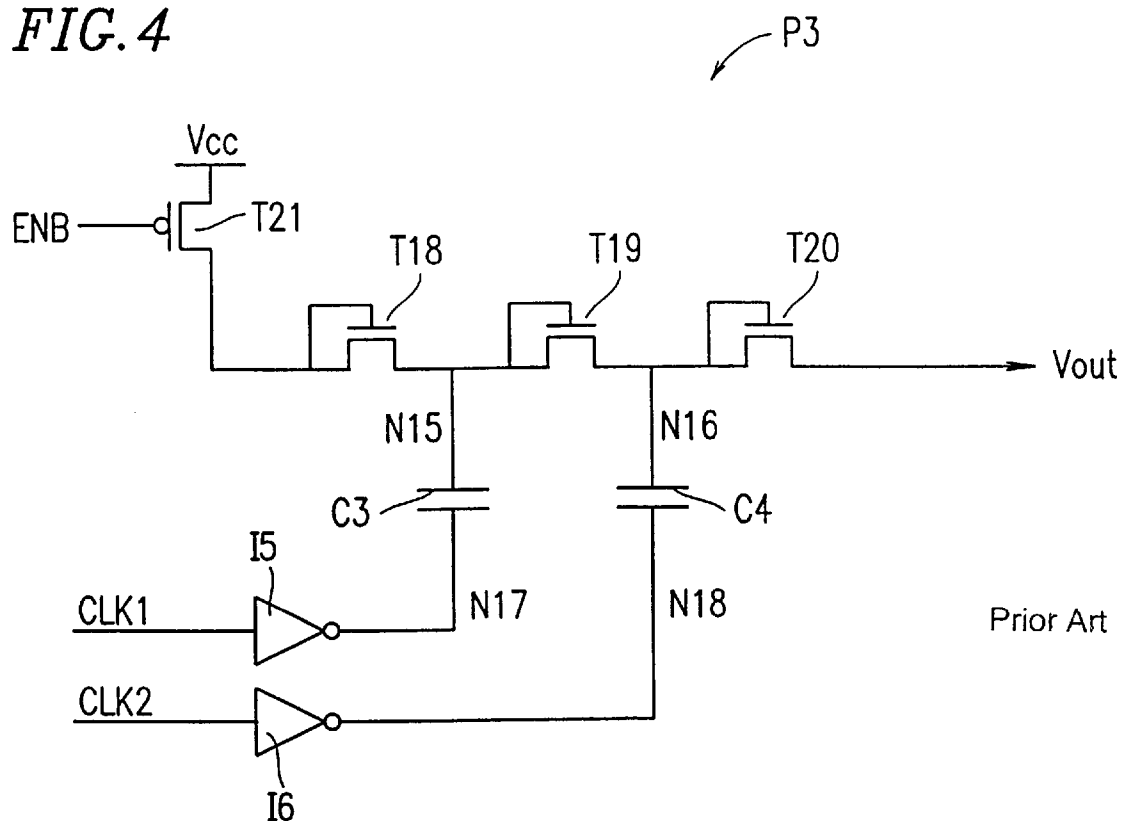 FIG. 4
P3
Vcc
ENB
T21
T18
T19
T20
Vout
N15
N16
C3
C4
I5
CLK1
N17
N18
Prior Art
CLK2
I6